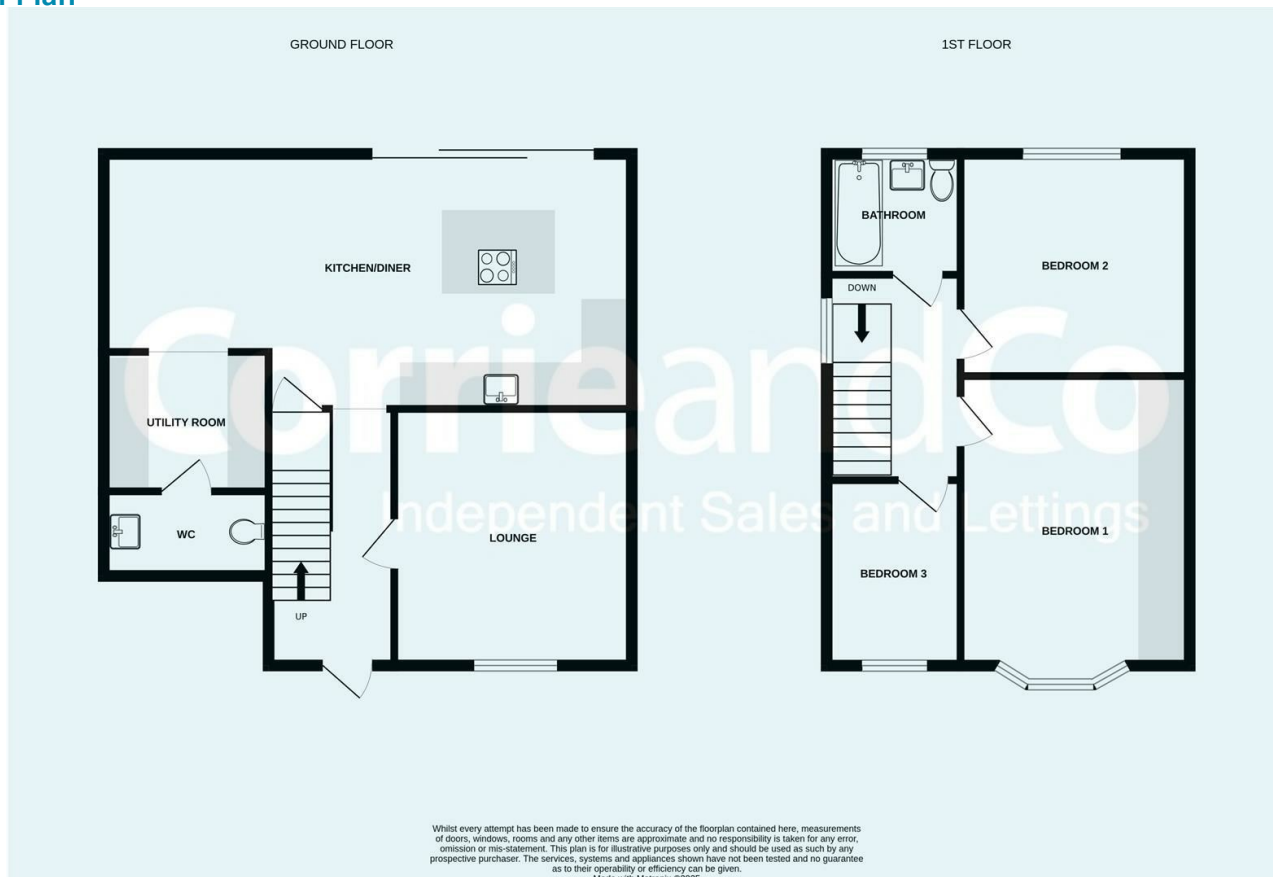 GROUND FLOOR
1ST FLOOR
KITCHEN/DINER
UTILITY ROOM
WC
UP
LOUNGE
BATHROOM
DOWN
BEDROOM 2
BEDROOM 1
BEDROOM 3
CorrieandCo
Independent Sales and Lettings
Whilst every attempt has been made to ensure the accuracy of the floorplan contained here, measurements
of doors, windows, rooms and any other items are approximate and no responsibility is taken for any error,
omission or mis-statement. This plan is for illustrative purposes only and should be used as such by any
prospective purchaser. The services, systems and appliances shown have not been tested and no guarantee
as to their operability or efficiency can be given.